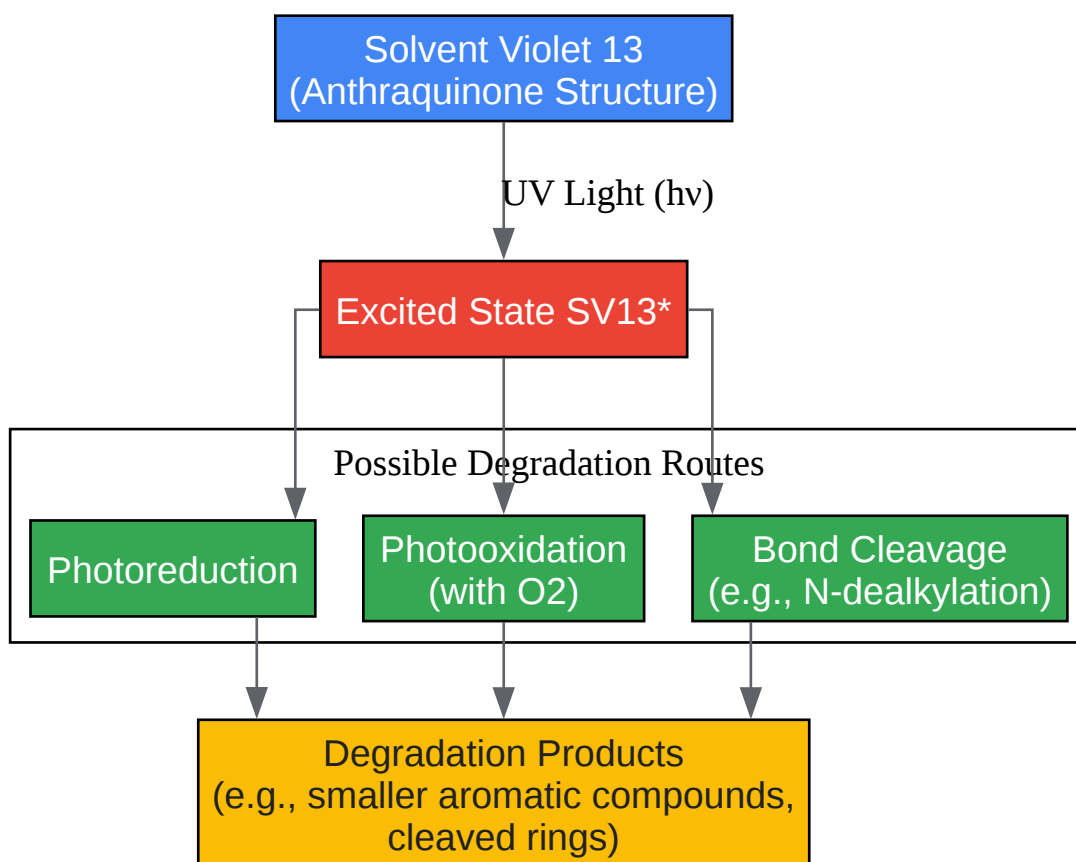 Solvent Violet 13
(Anthraquinone Structure)
UV Light (hν)
Excited State SV13*
Possible Degradation Routes
Photoreduction
Photooxidation
(with O2)
Bond Cleavage
(e.g., N-dealkylation)
Degradation Products
(e.g., smaller aromatic compounds,
cleaved rings)